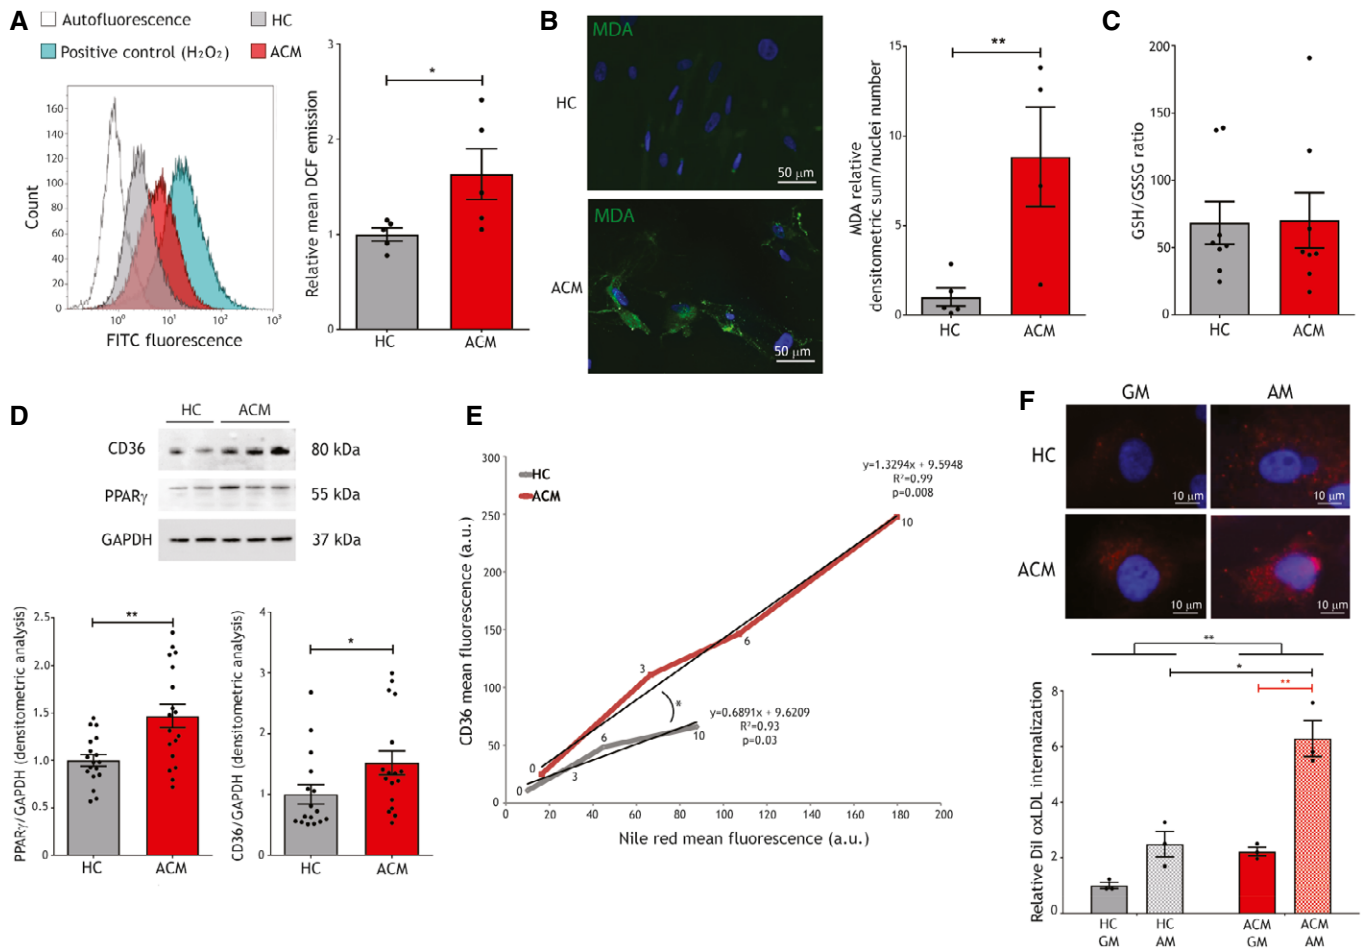 A
Autofluorescence
HC
Positive control (H₂O₂)
ACM
160
140
120
100
80
60
40
20
0
Count
10⁰
10¹
10²
10³
FITC fluorescence
3
2
1
0
Relative mean DCF emission
*
HC
ACM
B
MDA
HC
50 µm
MDA
ACM
50 µm
15
10
5
0
MDA relative
densitometric sum/nuclei number
**
HC
ACM
C
200
150
100
50
0
GSH/GSSG ratio
HC
ACM
D
HC
ACM
CD36
80 kDa
PPARγ
55 kDa
GAPDH
37 kDa
2.5
2.0
1.5
1.0
0.5
0
PPARγ/GAPDH (densitometric analysis)
**
HC
ACM
4
3
2
1
0
CD36/GAPDH (densitometric analysis)
*
HC
ACM
E
300
250
200
150
100
50
0
CD36 mean fluorescence (a.u.)
HC
ACM
y=1.3294x + 9.5948
R²=0.99
p=0.008
10
6
3
0
*
y=0.6891x + 9.6209
R²=0.93
p=0.03
10
6
3
0
0
20
40
60
80
100
120
140
160
180
200
Nile red mean fluorescence (a.u.)
F
GM
AM
HC
10 µm
10 µm
ACM
10 µm
10 µm
**
*
**
8
6
4
2
0
Relative DiI oxLDL internalization
HC
GM
HC
AM
ACM
GM
ACM
AM